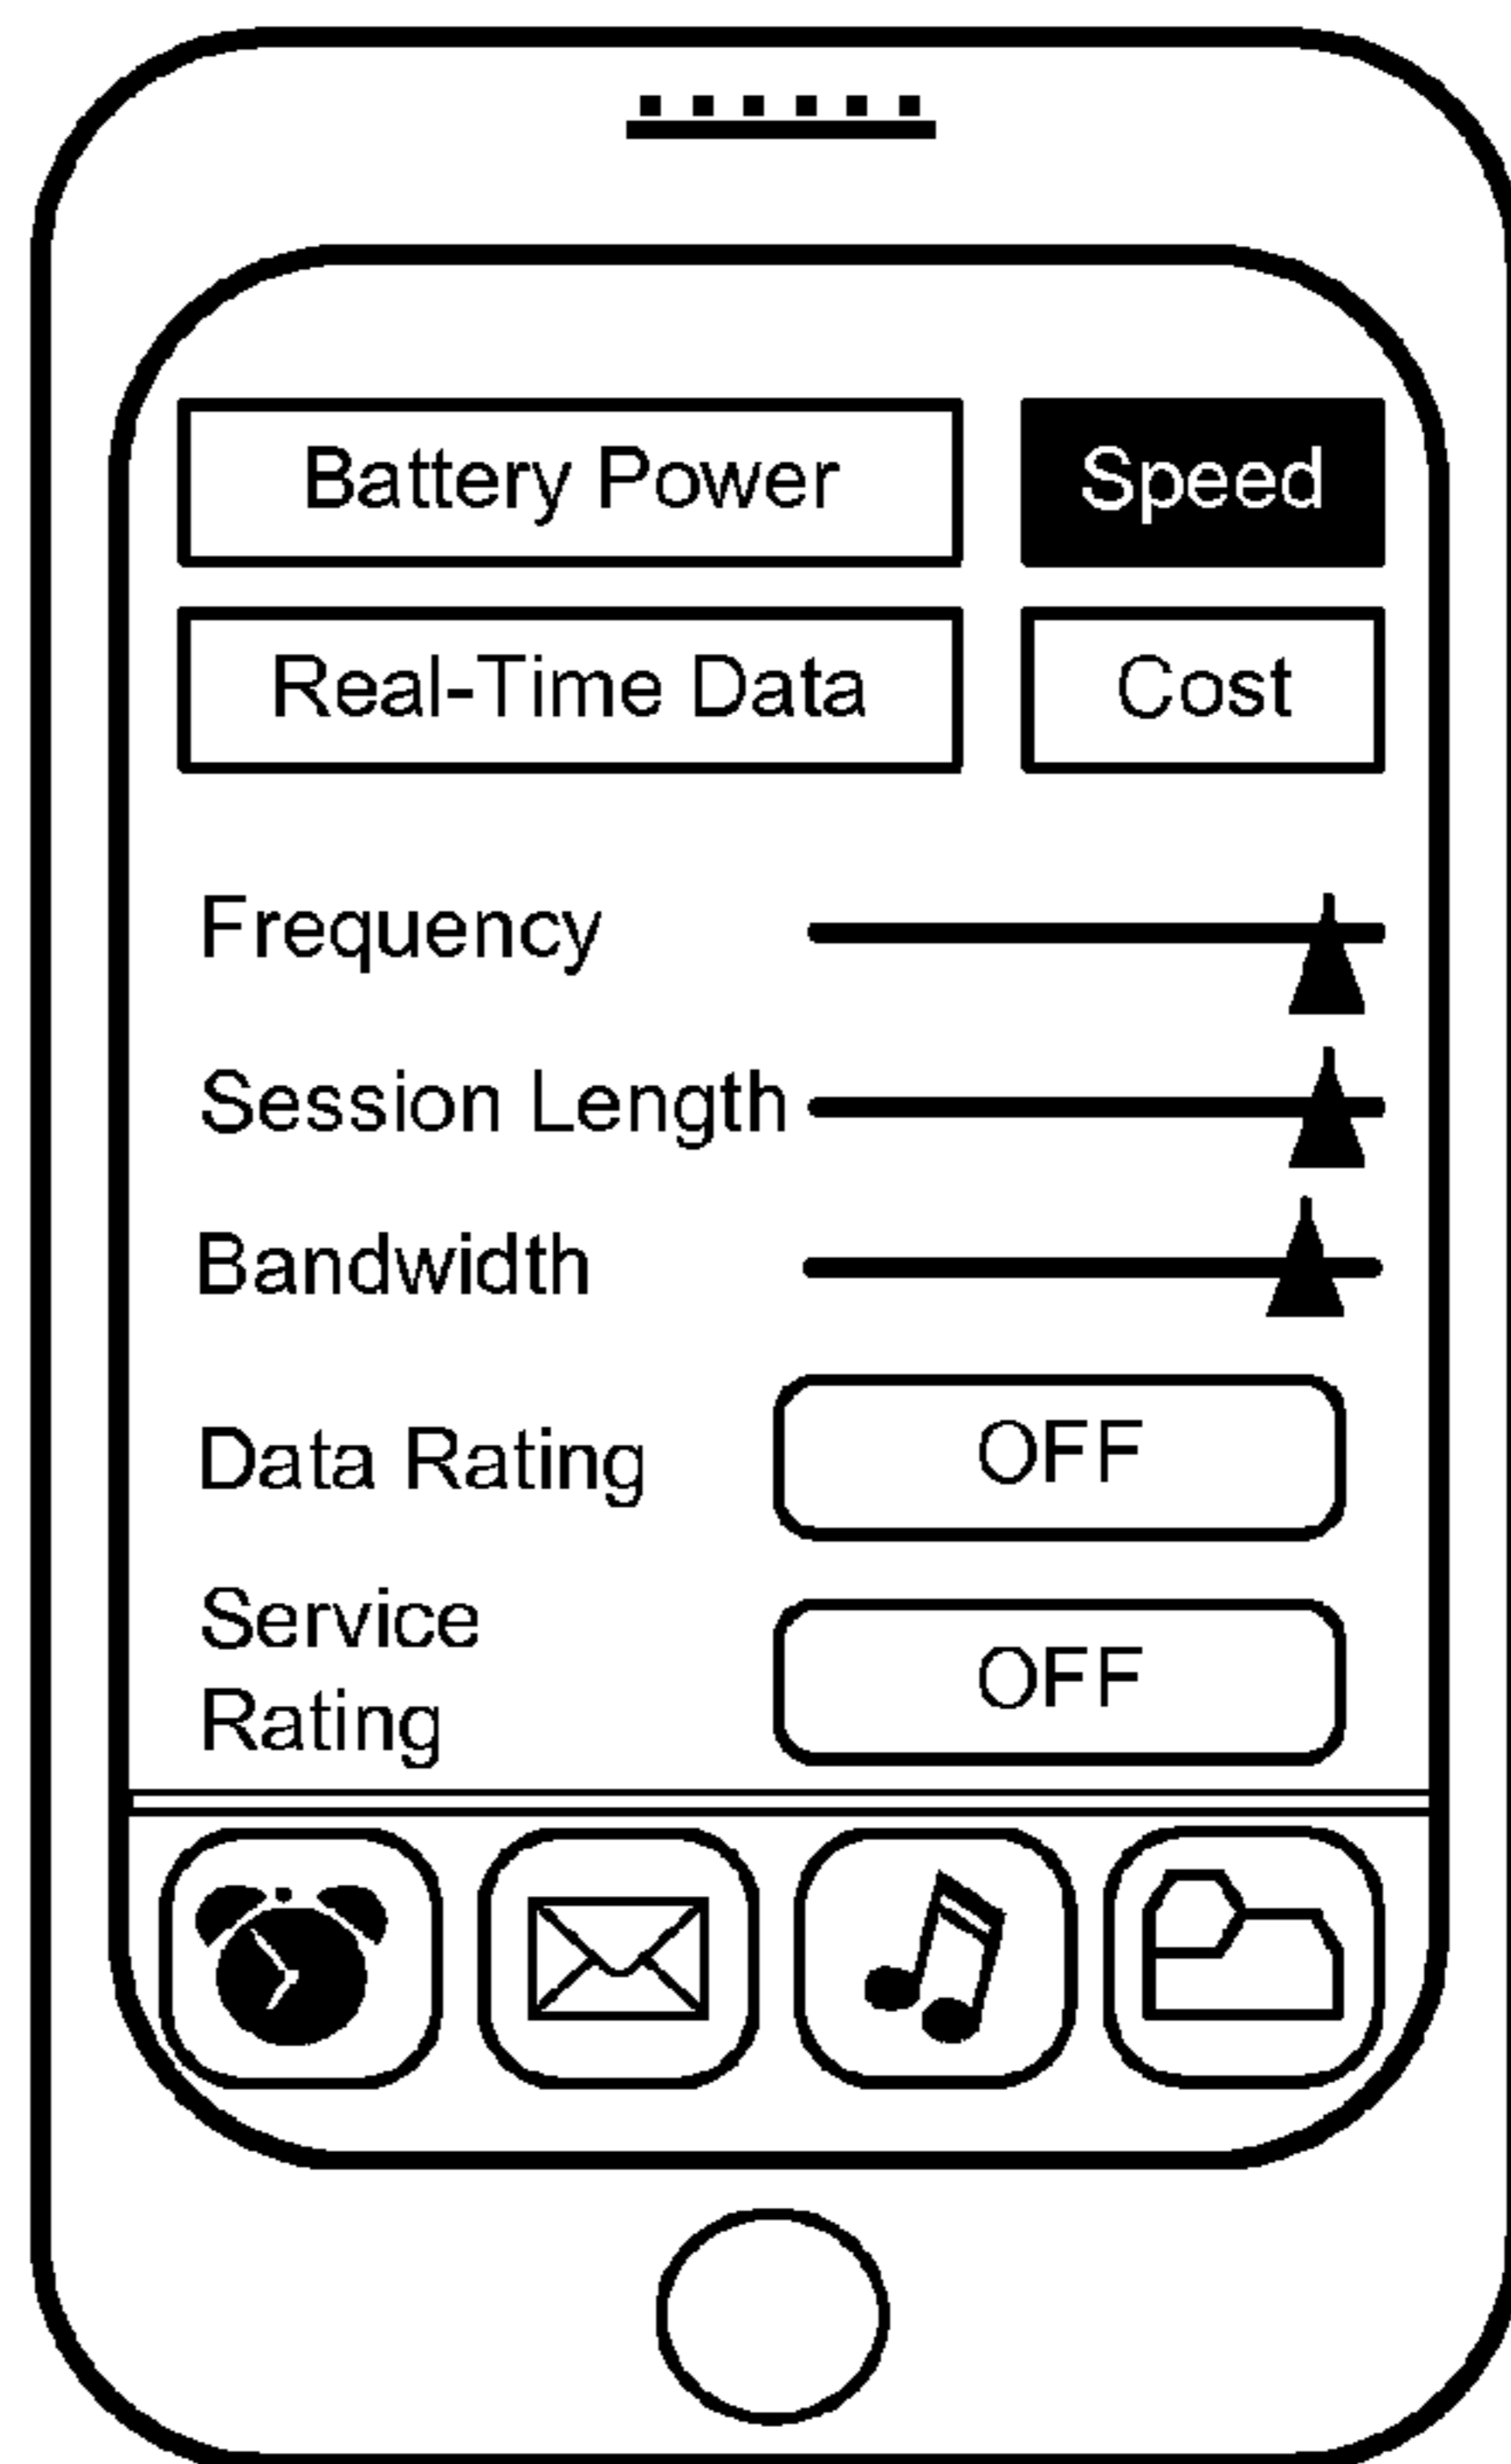 Battery Power
Speed
Real-Time Data
Cost
Frequency
Session Length
Bandwidth
Data Rating
OFF
Service
Rating
OFF